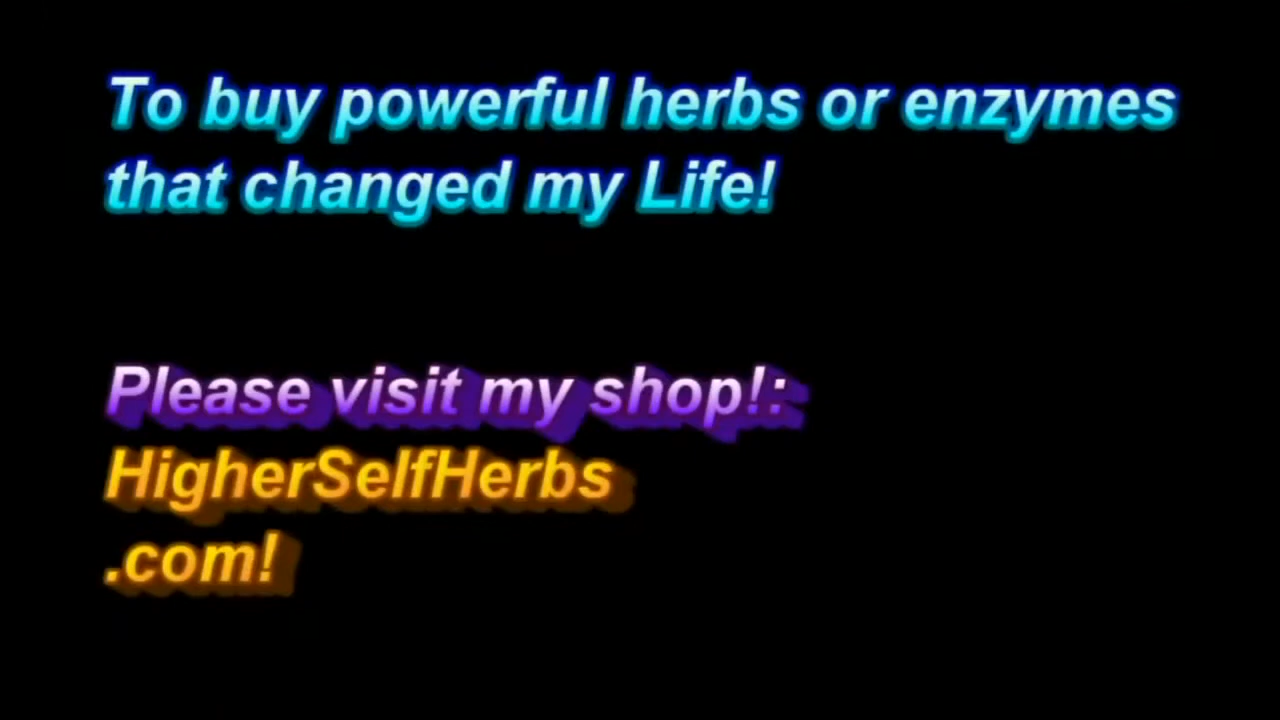 To buy powerful herbs or enzymes
that changed my Life!
Please visit my shop!:
HigherSelfHerbs
.com!